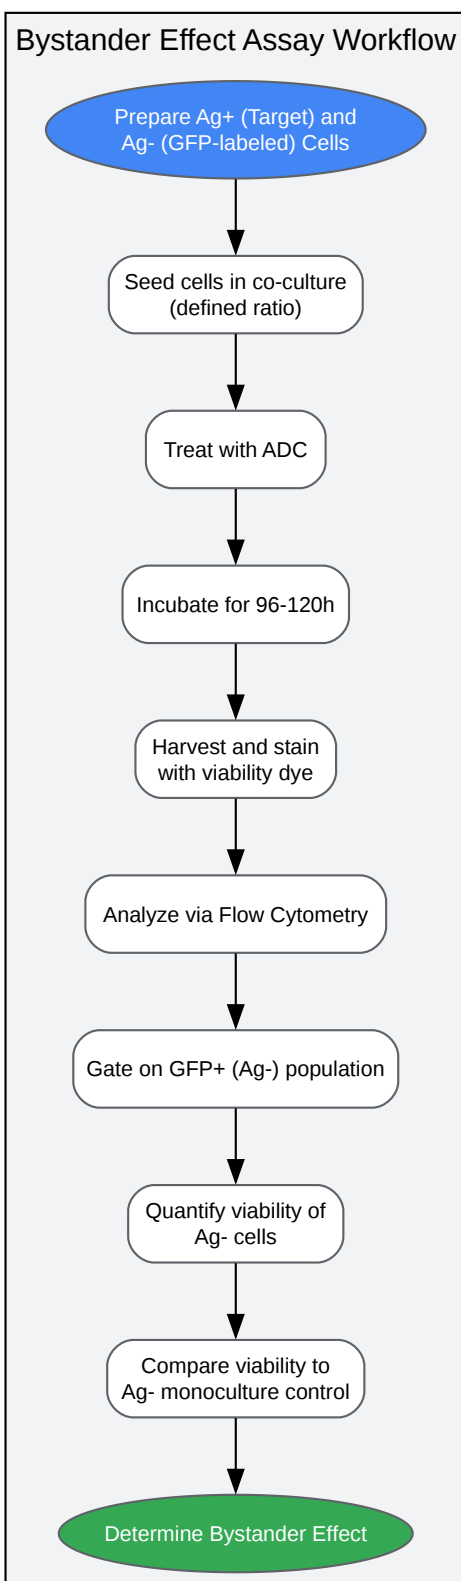 Bystander Effect Assay Workflow
Prepare Ag+ (Target) and
Ag- (GFP-labeled) Cells
Seed cells in co-culture
(defined ratio)
Treat with ADC
Incubate for 96-120h
Harvest and stain
with viability dye
Analyze via Flow Cytometry
Gate on GFP+ (Ag-) population
Quantify viability of
Ag- cells
Compare viability to
Ag- monoculture control
Determine Bystander Effect